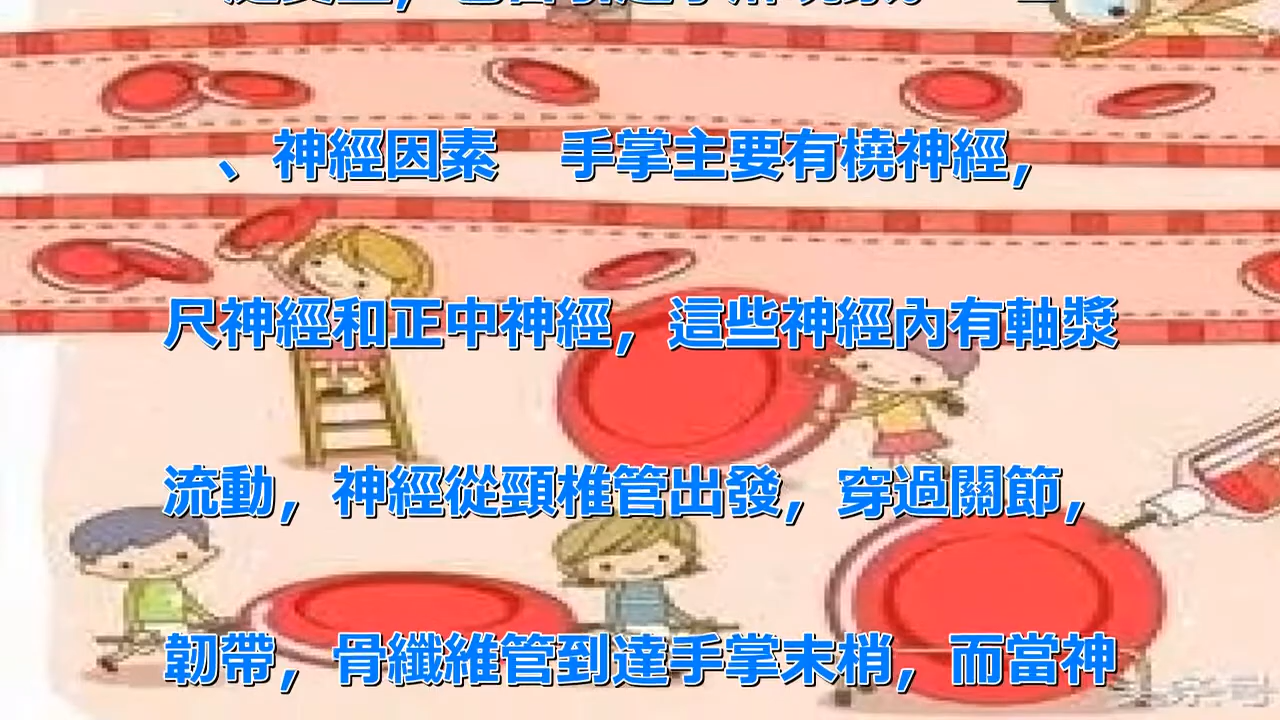 、神經因素　手掌主要有橈神經，
尺神經和正中神經，這些神經內有軸漿
流動，神經從頸椎管出發，穿過關節，
韌帶，骨纖維管到達手掌末梢，而當神